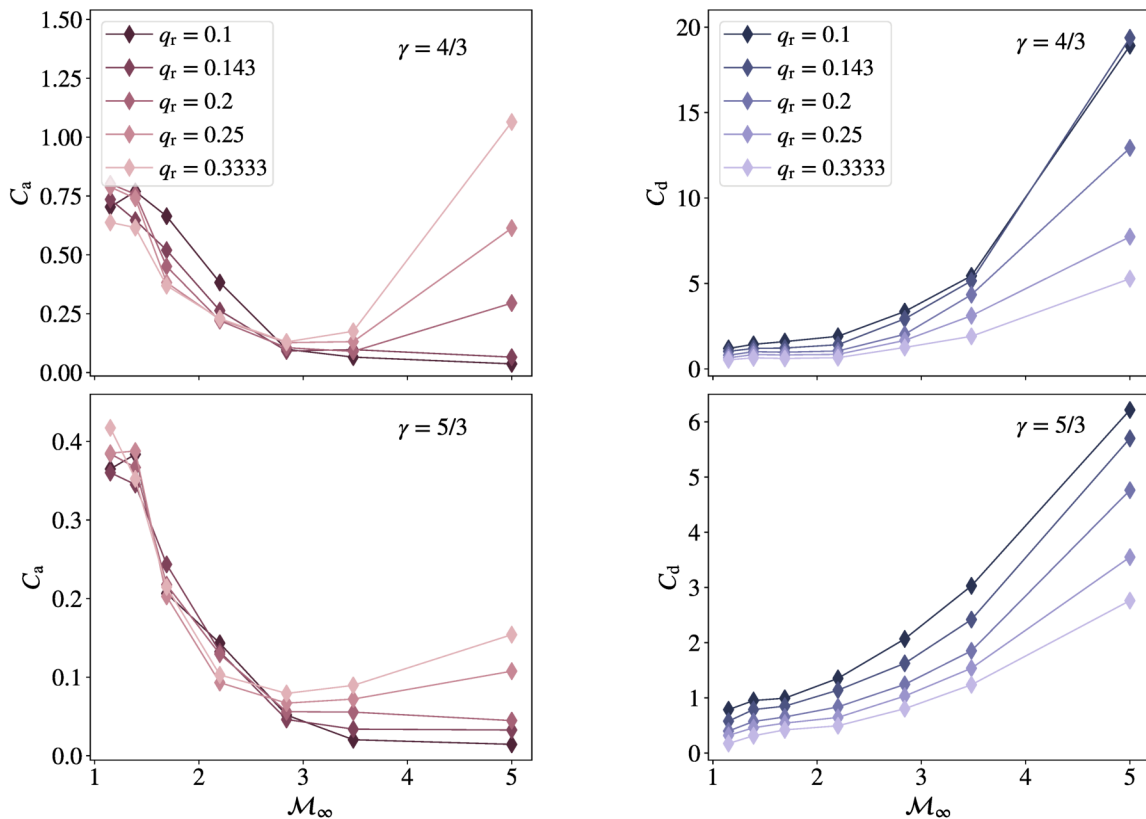 1.50
1.25
1.00
0.75
0.50
0.25
0.00
C_a
q_r = 0.1
q_r = 0.143
q_r = 0.2
q_r = 0.25
q_r = 0.3333
γ = 4/3
20
15
10
5
0
C_d
q_r = 0.1
q_r = 0.143
q_r = 0.2
q_r = 0.25
q_r = 0.3333
γ = 4/3
0.4
0.3
0.2
0.1
0.0
C_a
γ = 5/3
1 2 3 4 5
ℳ_∞
6
5
4
3
2
1
0
C_d
γ = 5/3
1 2 3 4 5
ℳ_∞